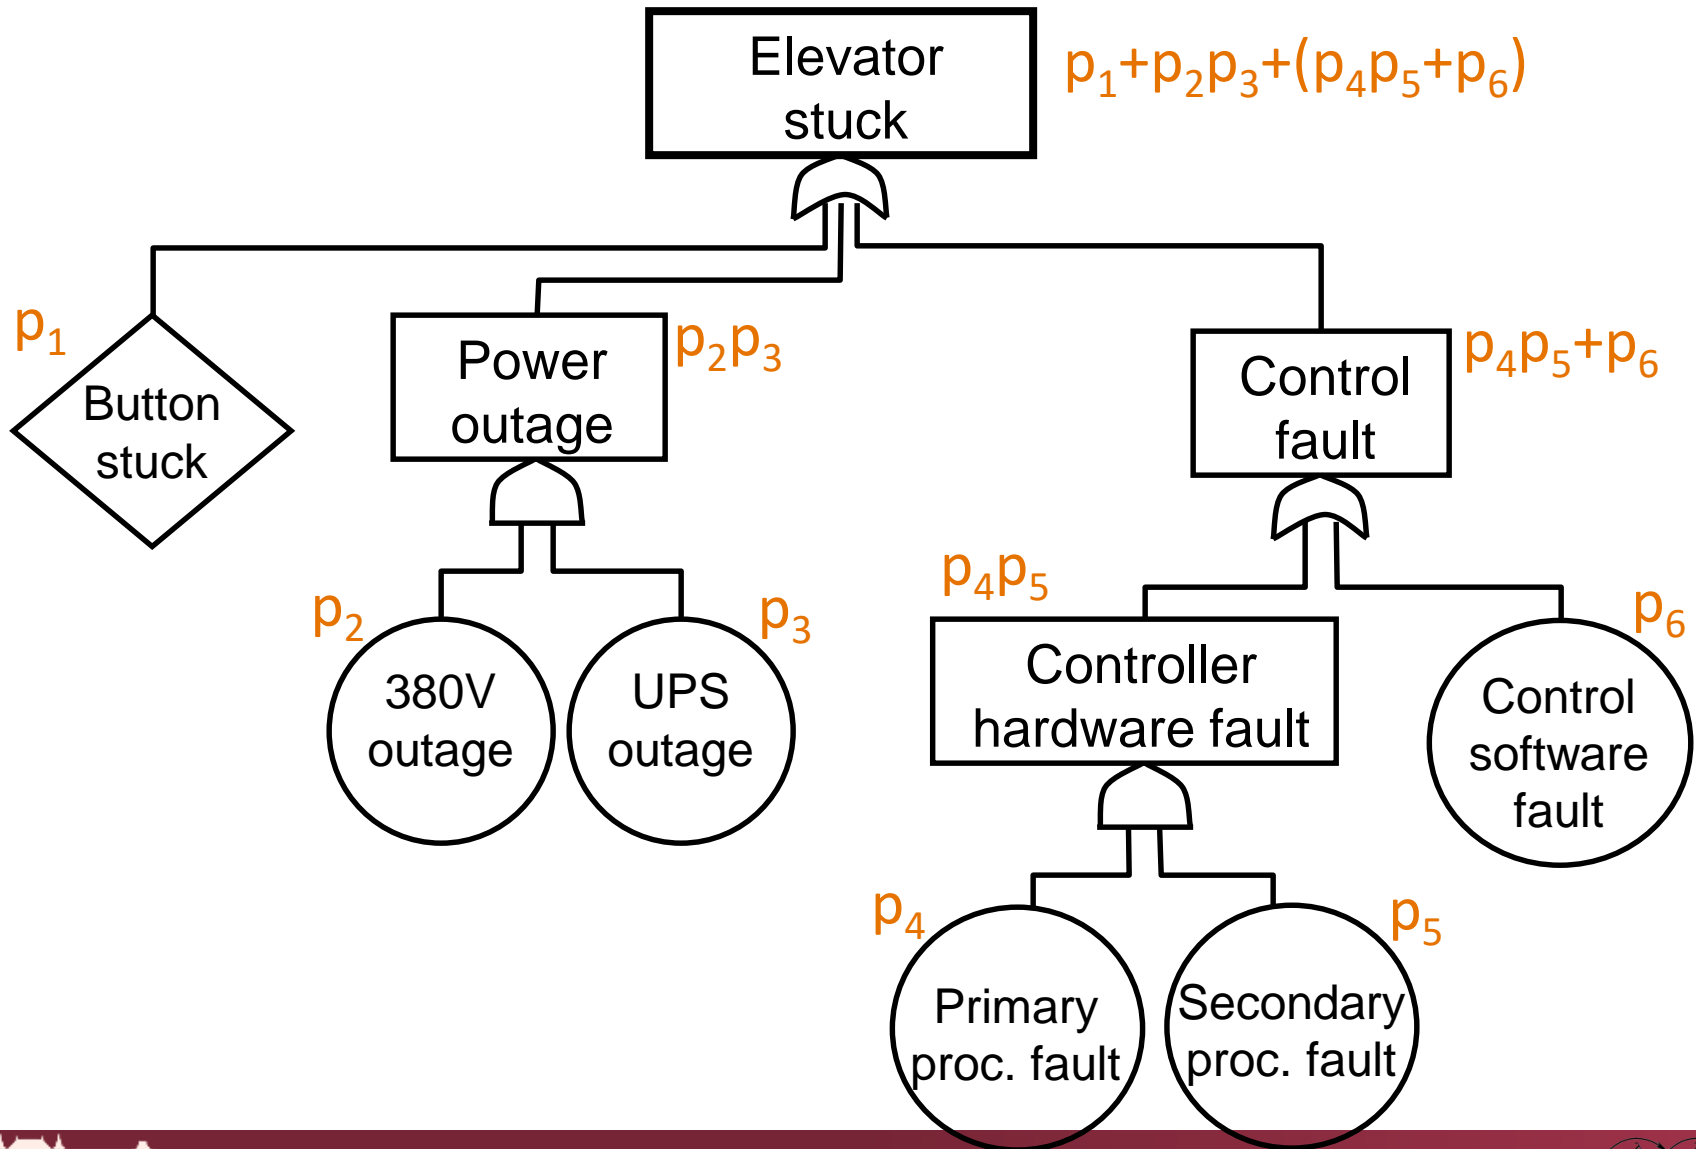 Elevator
stuck
p₁+p₂p₃+(p₄p₅+p₆)
p₁
Button
stuck
Power
outage
p₂p₃
Control
fault
p₄p₅+p₆
p₂
380V
outage
p₃
UPS
outage
p₄p₅
Controller
hardware fault
p₆
Control
software
fault
p₄
Primary
proc. fault
p₅
Secondary
proc. fault